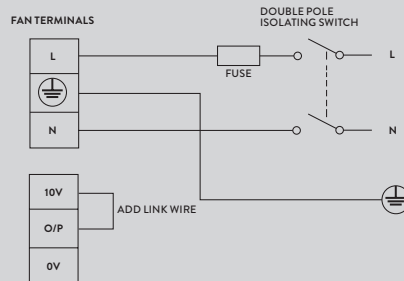 FAN TERMINALS
DOUBLE POLE
ISOLATING SWITCH
L
FUSE
L
N
N
10V
ADD LINK WIRE
O/P
0V